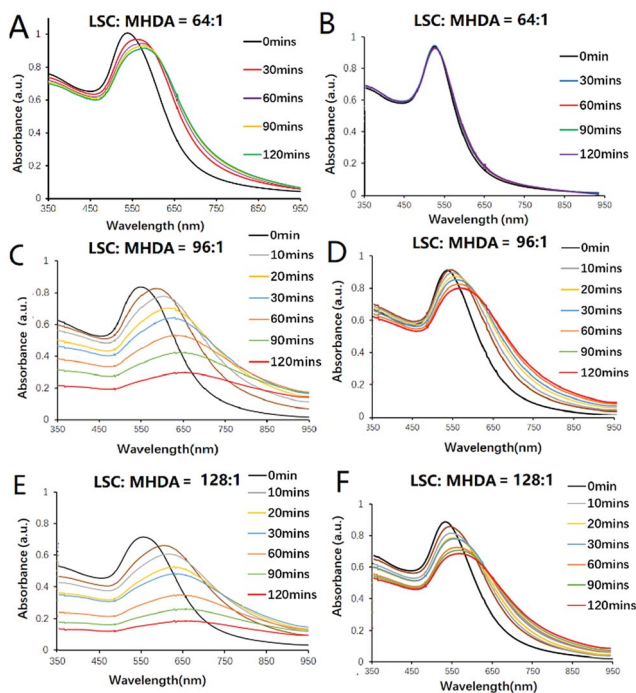 A
LSC: MHDA = 64:1
Absorbance (a.u.)
1
0.8
0.6
0.4
0.2
0
350 450 550 650 750 850 950
Wavelength (nm)
0mins
30mins
60mins
90mins
120mins
B
LSC: MHDA = 64:1
Absorbance (a.u.)
1
0.8
0.6
0.4
0.2
0
350 450 550 650 750 850 950
Wavelength (nm)
0min
30mins
60mins
90mins
120mins
C
LSC: MHDA = 96:1
Absorbance (a.u.)
1
0.8
0.6
0.4
0.2
0
350 450 550 650 750 850 950
Wavelength(nm)
0min
10mins
20mins
30mins
60mins
90mins
120mins
D
LSC: MHDA = 96:1
Absorbance (a.u.)
1
0.8
0.6
0.4
0.2
0
350 450 550 650 750 850 950
Wavelength(nm)
0min
10mins
20mins
30mins
60mins
90mins
120mins
E
LSC: MHDA = 128:1
Absorbance (a.u.)
1
0.8
0.6
0.4
0.2
0
350 450 550 650 750 850 950
Wavelength(nm)
0min
10mins
20mins
30mins
60mins
90mins
120mins
F
LSC: MHDA = 128:1
Absorbance (a.u.)
1
0.8
0.6
0.4
0.2
0
350 450 550 650 750 850 950
Wavelength(nm)
0min
10mins
20mins
30mins
60mins
90mins
120mins